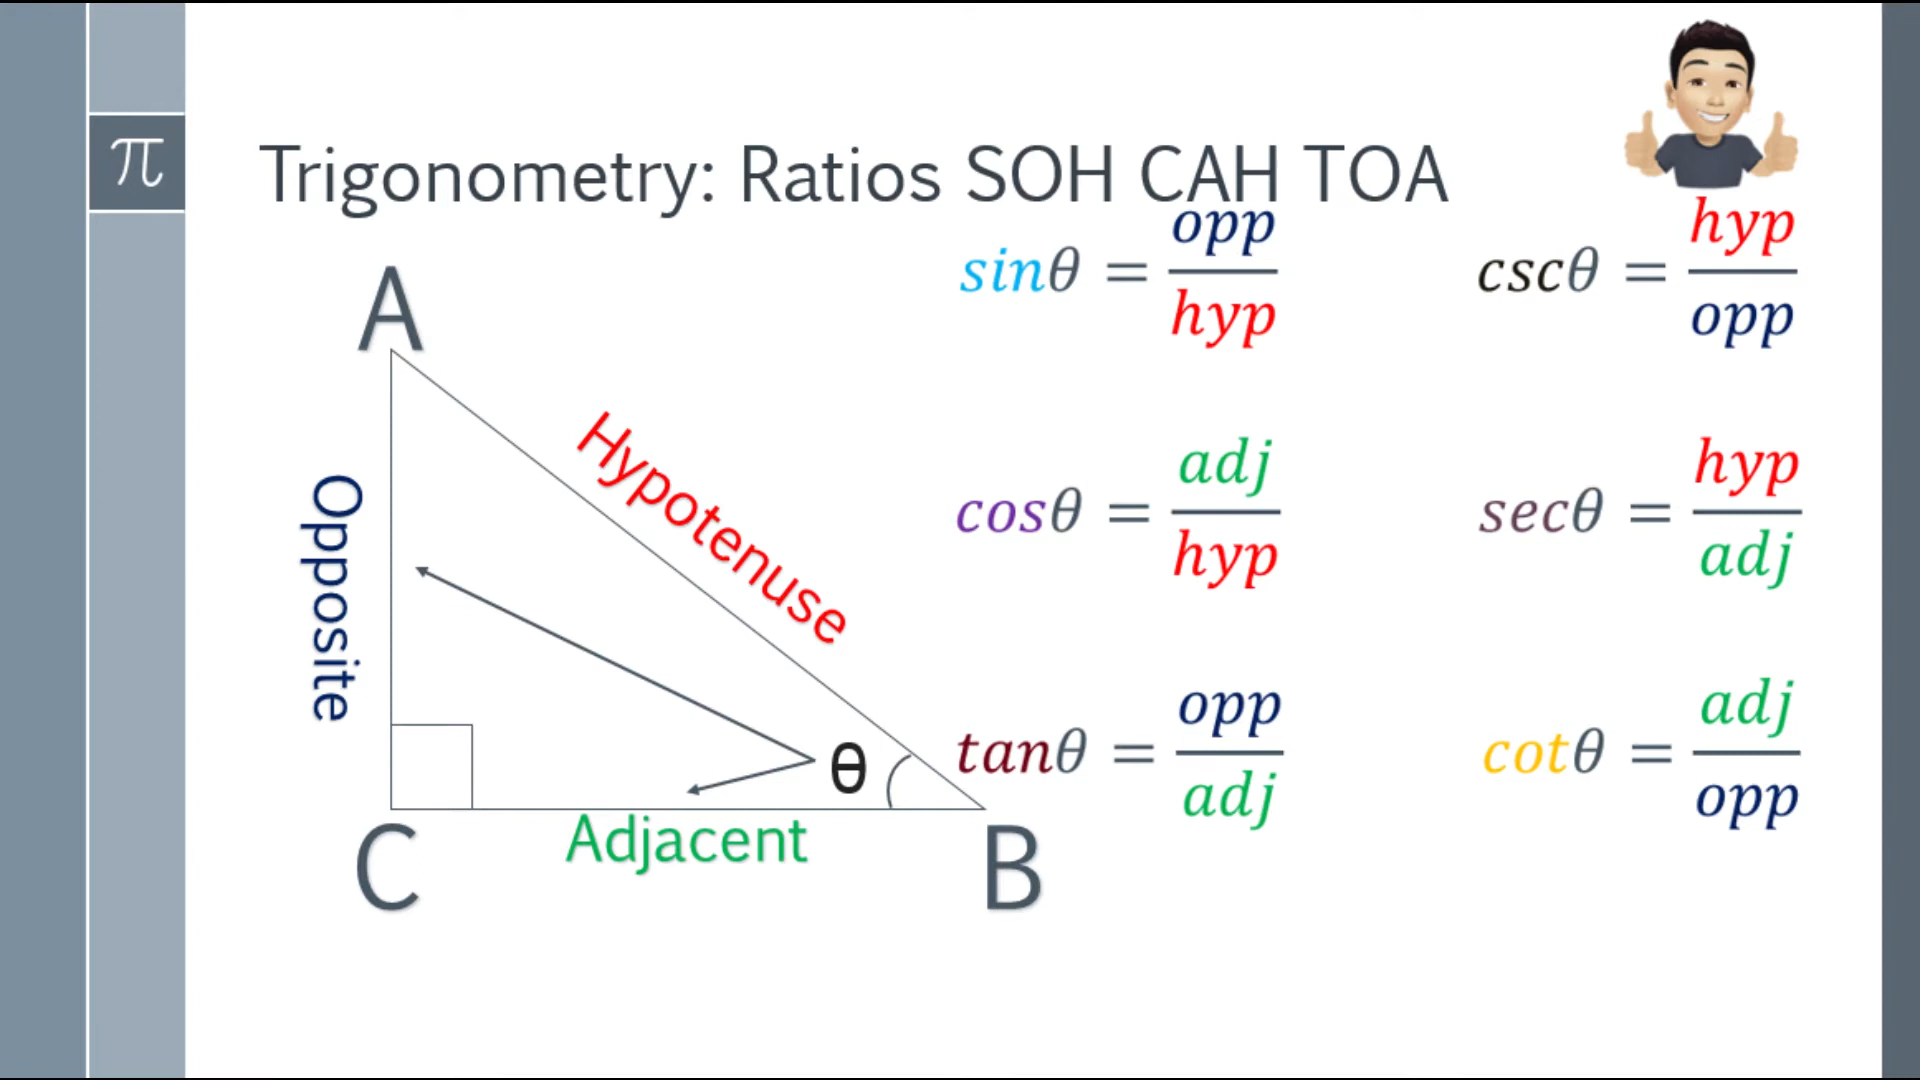 π
Trigonometry: Ratios SOH CAH TOA
A
Opposite
Hypotenuse
θ
C
Adjacent
B
sinθ = opp/hyp
cscθ = hyp/opp
cosθ = adj/hyp
secθ = hyp/adj
tanθ = opp/adj
cotθ = adj/opp